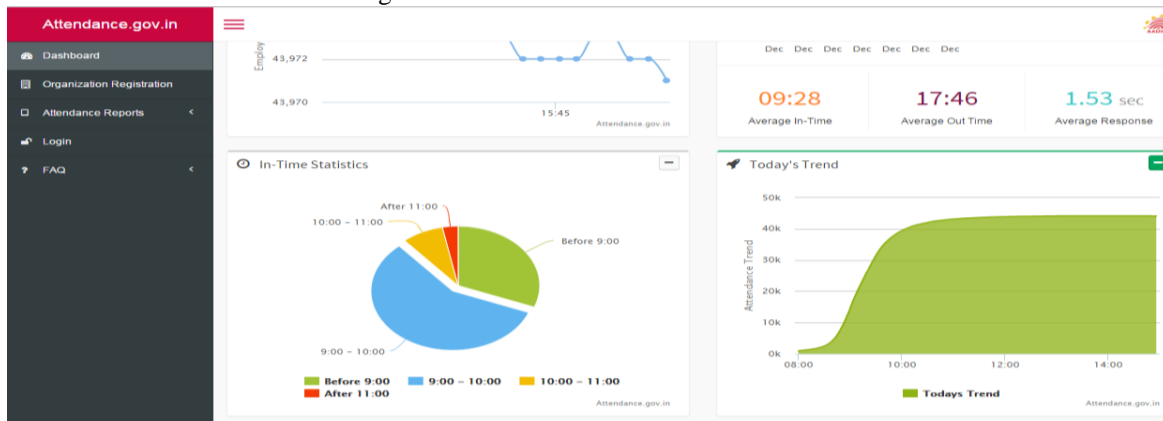 Attendance.gov.in
Dashboard
Organization Registration
Attendance Reports
Login
FAQ
Employ
43,972
43,970
15:45
Attendance.gov.in
Dec Dec Dec Dec Dec Dec Dec
09:28
Average In-Time
17:46
Average Out Time
1.53 sec
Average Response
In-Time Statistics
After 11:00
10:00 - 11:00
Before 9:00
9:00 - 10:00
Before 9:00 9:00 - 10:00 10:00 - 11:00
After 11:00
Attendance.gov.in
Today's Trend
Attendance Trend
50k
40k
30k
20k
10k
0k
08:00 10:00 12:00 14:00
Todays Trend
Attendance.gov.in